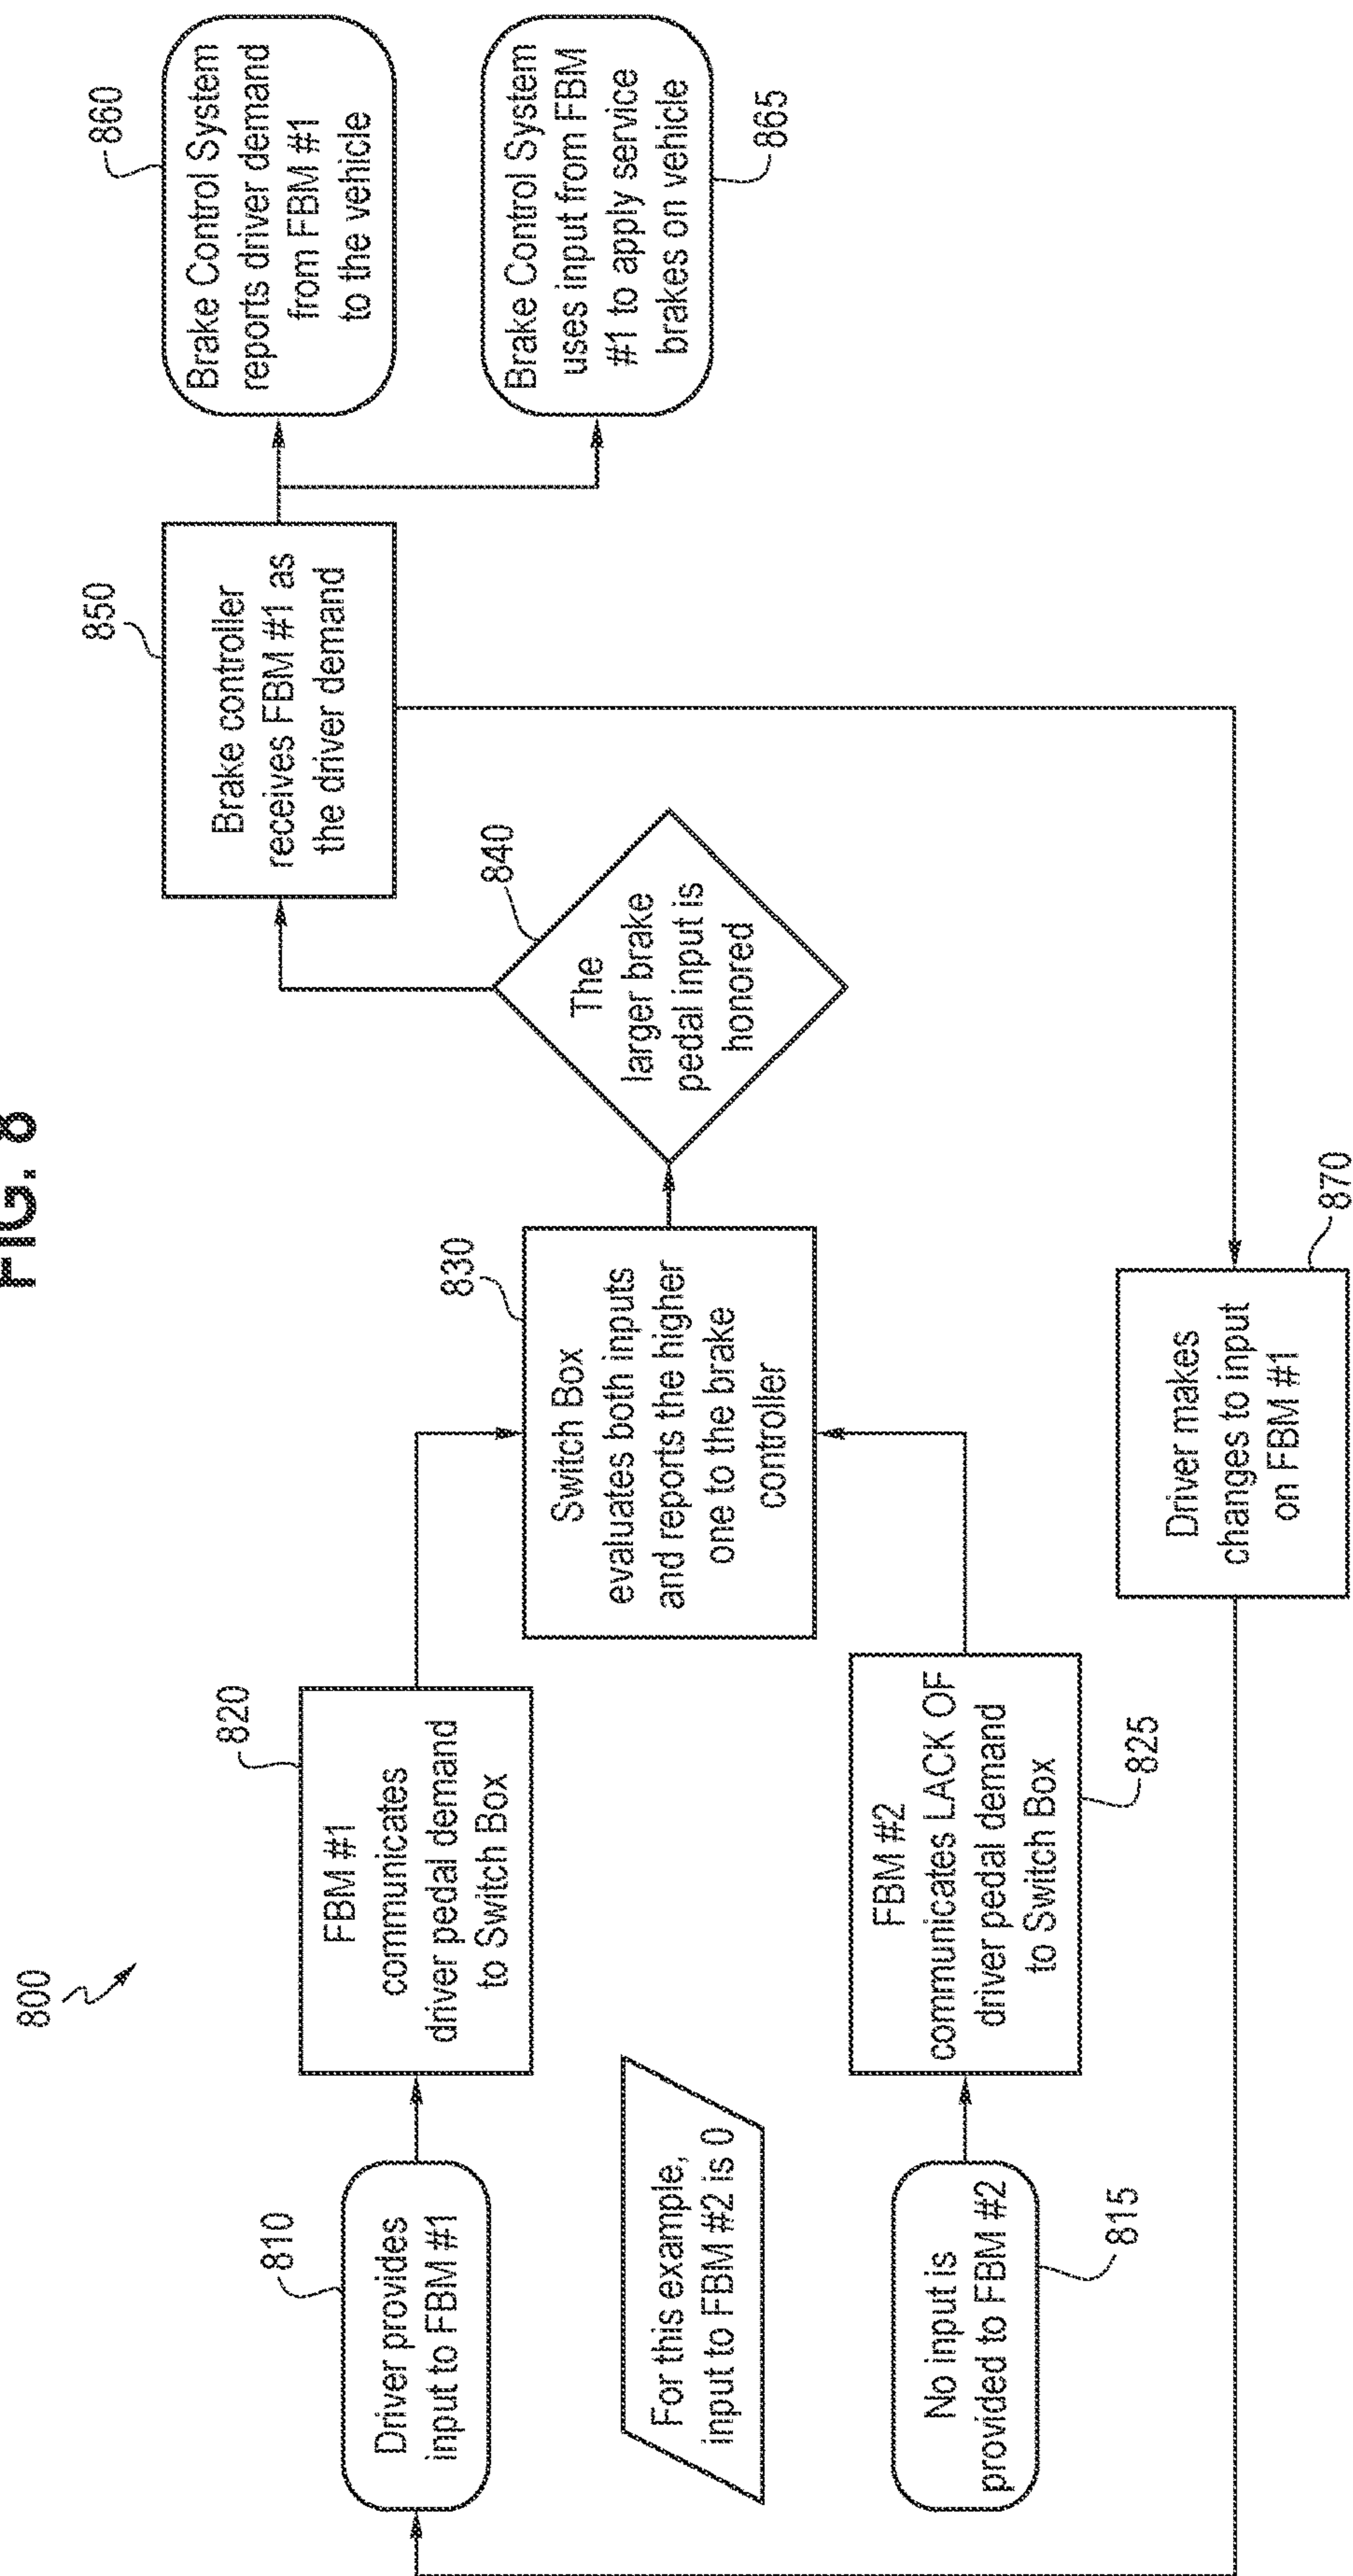 FIG. 8
800
810
Driver provides
input to FBM #1
820
FBM #1
communicates
driver pedal demand
to Switch Box
For this example,
input to FBM #2 is 0
No input is
provided to FBM #2
815
FBM #2
communicates LACK OF
driver pedal demand
to Switch Box
825
830
Switch Box
evaluates both inputs
and reports the higher
one to the brake
controller
840
The
larger brake
pedal input is
honored
850
Brake controller
receives FBM #1 as
the driver demand
860
Brake Control System
reports driver demand
from FBM #1
to the vehicle
Brake Control System
uses input from FBM
#1 to apply service
brakes on vehicle
865
Driver makes
changes to input
on FBM #1
870